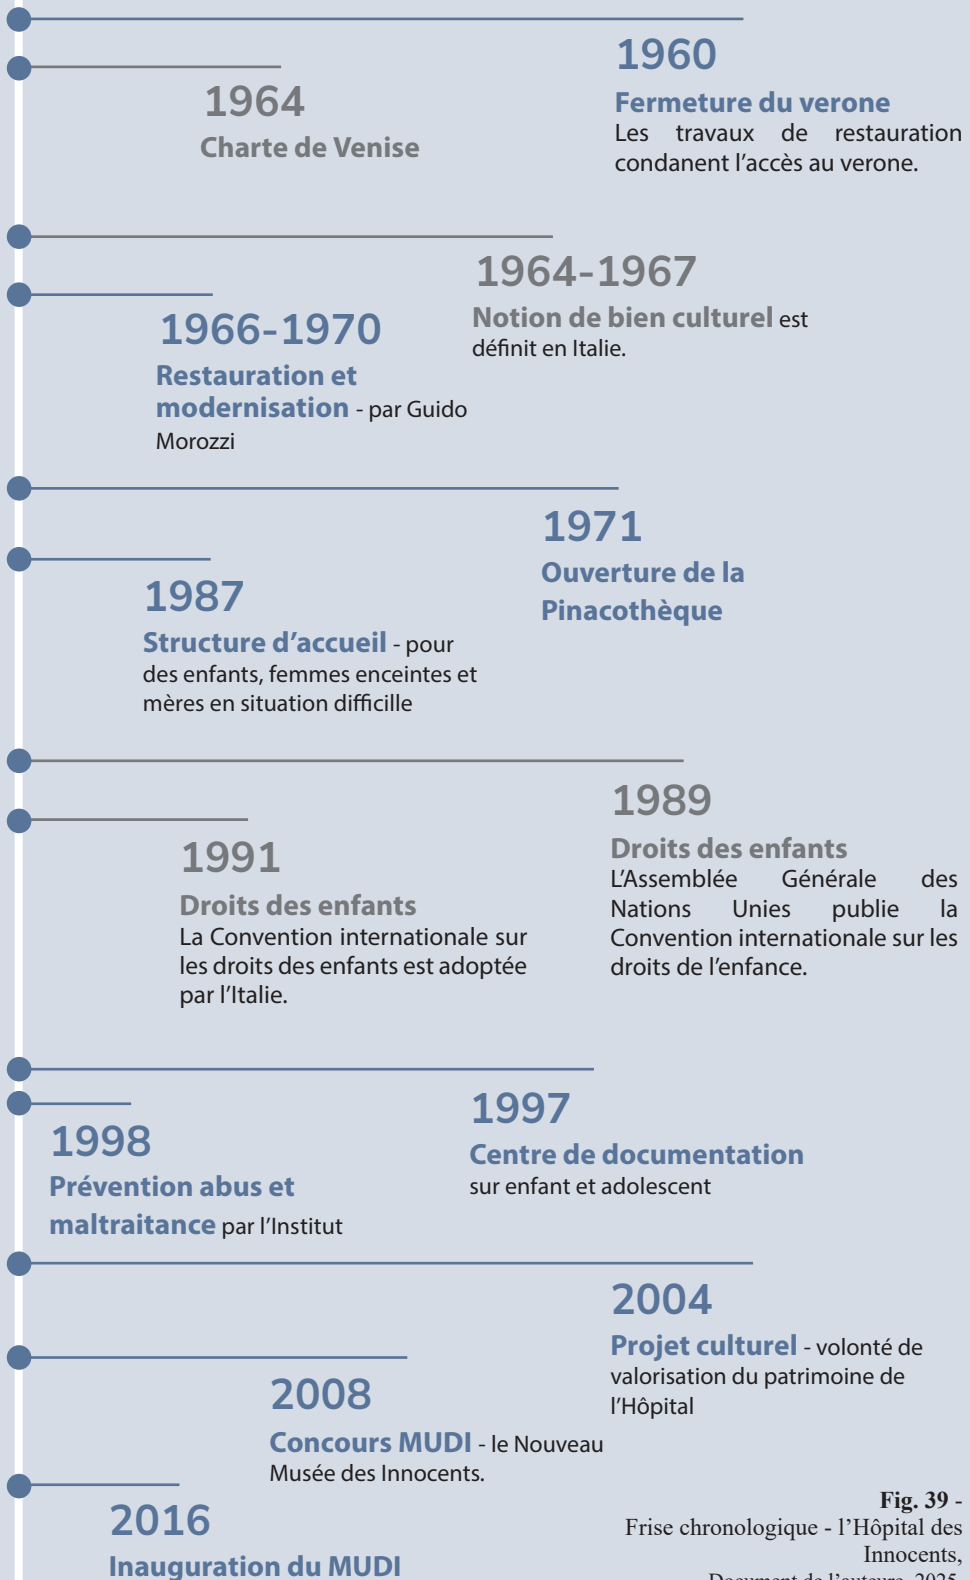 1960
Fermeture du verone
Les travaux de restauration
condanent l’accès au verone.
1964
Charte de Venise
1964-1967
Notion de bien culturel est
définit en Italie.
1966-1970
Restauration et
modernisation - par Guido
Morozzi
1971
Ouverture de la
Pinacothèque
1987
Structure d’accueil - pour
des enfants, femmes enceintes et
mères en situation difficille
1989
Droits des enfants
L’Assemblée Générale des
Nations Unies publie la
Convention internationale sur les
droits de l’enfance.
1991
Droits des enfants
La Convention internationale sur
les droits des enfants est adoptée
par l’Italie.
1997
Centre de documentation
sur enfant et adolescent
1998
Prévention abus et
maltraitance par l’Institut
2004
Projet culturel - volonté de
valorisation du patrimoine de
l’Hôpital
2008
Concours MUDI - le Nouveau
Musée des Innocents.
2016
Inauguration du MUDI
Fig. 39 -
Frise chronologique - l’Hôpital des
Innocents,
Document de l’auteure, 2025.